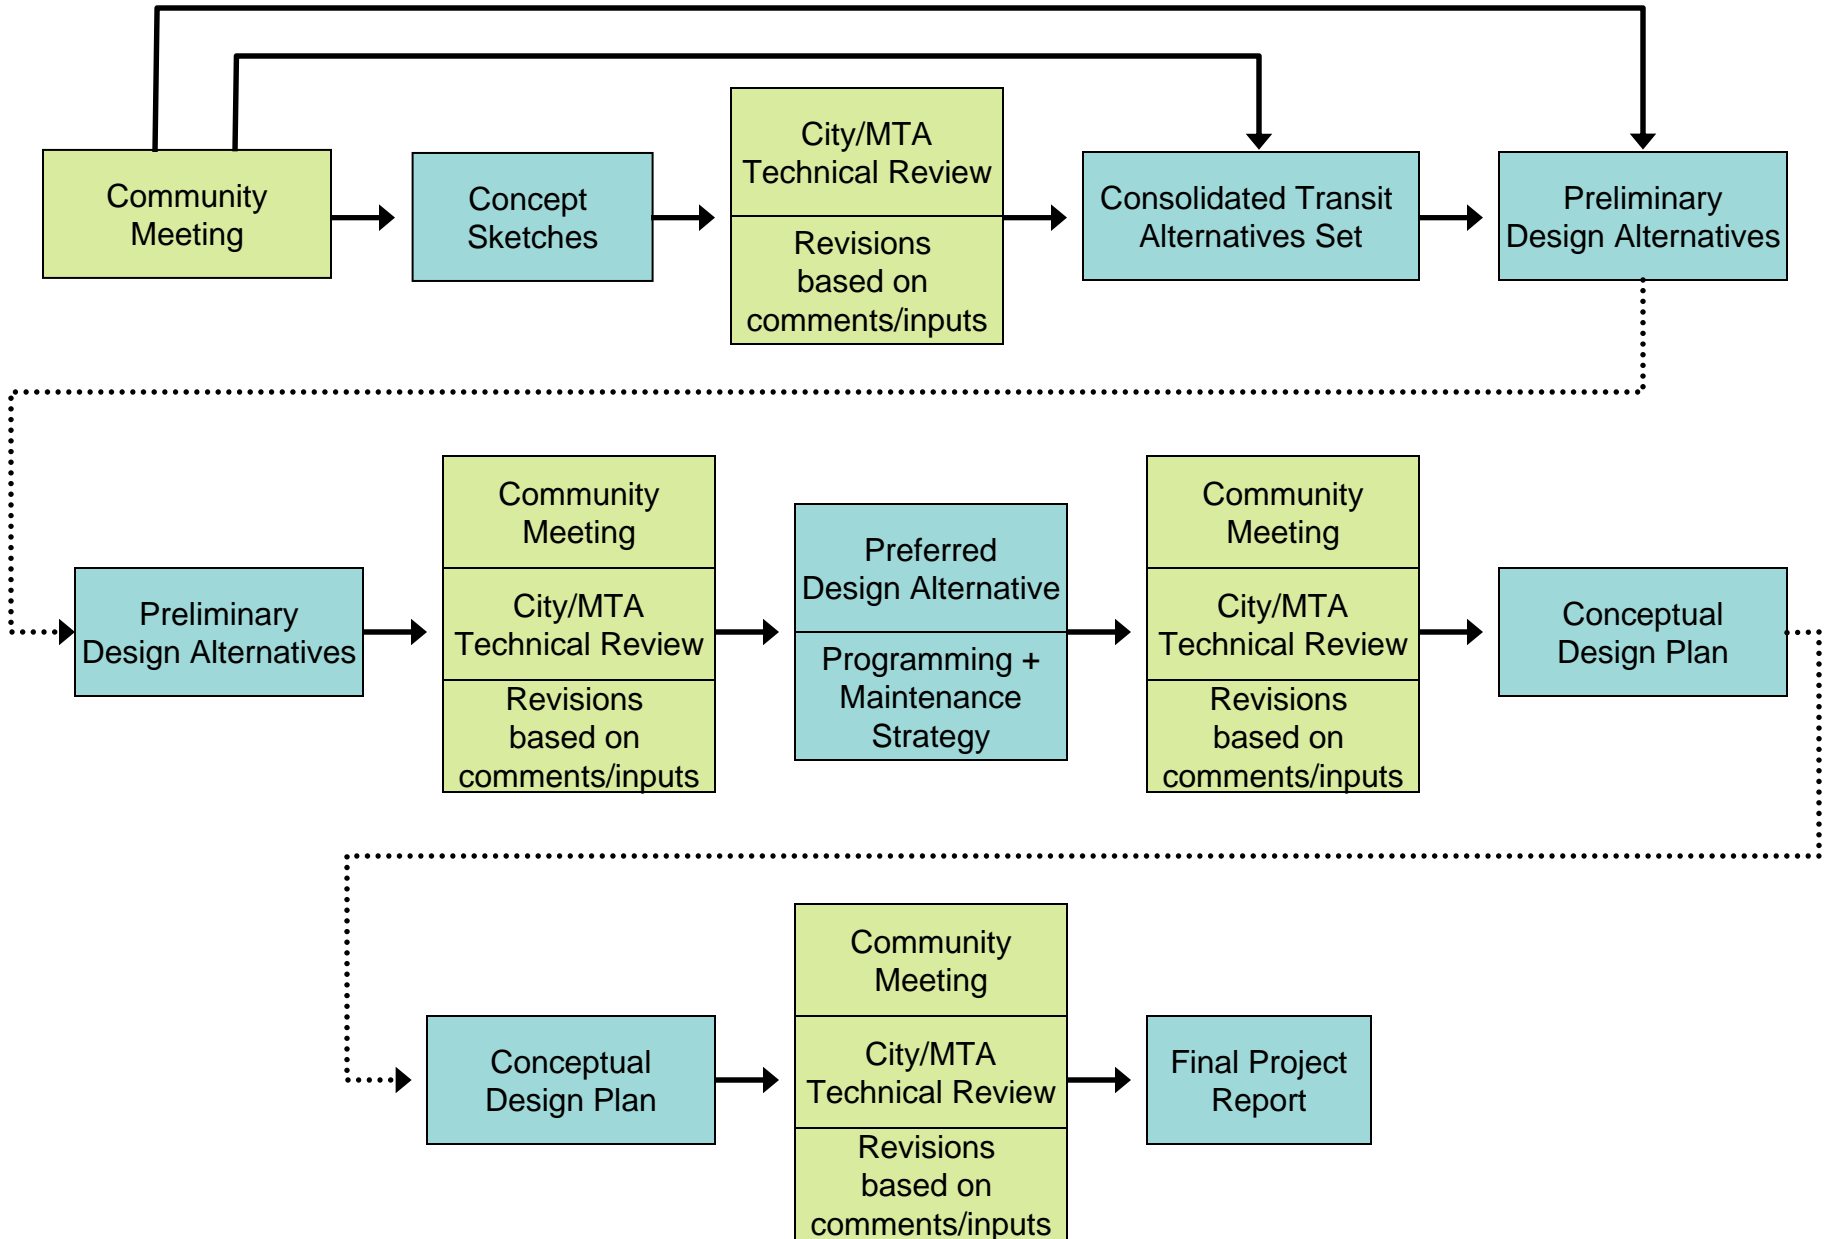 Community
Meeting
Concept
Sketches
City/MTA
Technical Review
Revisions
based on
comments/inputs
Consolidated Transit
Alternatives Set
Preliminary
Design Alternatives
Preliminary
Design Alternatives
Community
Meeting
City/MTA
Technical Review
Revisions
based on
comments/inputs
Preferred
Design Alternative
Programming +
Maintenance
Strategy
Community
Meeting
City/MTA
Technical Review
Revisions
based on
comments/inputs
Conceptual
Design Plan
Conceptual
Design Plan
Community
Meeting
City/MTA
Technical Review
Revisions
based on
comments/inputs
Final Project
Report